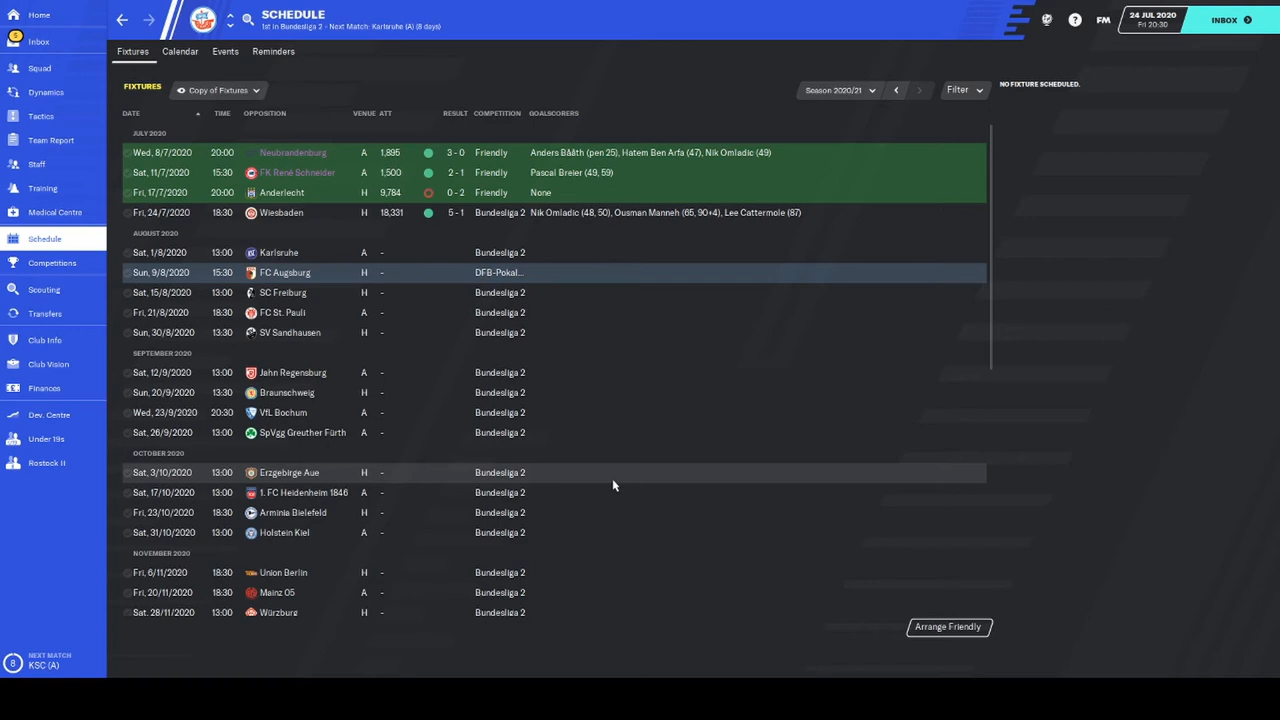 Home
Inbox
Squad
Dynamics
Tactics
Team Report
Staff
Training
Medical Centre
Schedule
Competitions
Scouting
Transfers
Club Info
Club Vision
Finances
Dev. Centre
Under 19s
Rostock II
8 NEXT MATCH
KSC (A)
SCHEDULE
1st in Bundesliga 2 - Next Match: Karlsruhe (A) (8 days)
? FM 24 JUL 2020
Fri 20:30
INBOX
Fixtures Calendar Events Reminders
FIXTURES Copy of Fixtures Season 2020/21 Filter NO FIXTURE SCHEDULED.
DATE TIME OPPOSITION VENUE ATT RESULT COMPETITION GOALSCORERS
JULY 2020
Wed, 8/7/2020 20:00 Neubrandenburg A 1,895 3 - 0 Friendly Anders Bååth (pen 25), Hatem Ben Arfa (47), Nik Omladic (49)
Sat, 11/7/2020 15:30 FK René Schneider A 1,500 2 - 1 Friendly Pascal Breier (49, 59)
Fri, 17/7/2020 20:00 Anderlecht H 9,784 0 - 2 Friendly None
Fri, 24/7/2020 18:30 Wiesbaden H 18,331 5 - 1 Bundesliga 2 Nik Omladic (48, 50), Ousman Manneh (65, 90+4), Lee Cattermole (87)
AUGUST 2020
Sat, 1/8/2020 13:00 Karlsruhe A - Bundesliga 2
Sun, 9/8/2020 15:30 FC Augsburg H - DFB-Pokal...
Sat, 15/8/2020 13:00 SC Freiburg H - Bundesliga 2
Fri, 21/8/2020 18:30 FC St. Pauli A - Bundesliga 2
Sun, 30/8/2020 13:30 SV Sandhausen H - Bundesliga 2
SEPTEMBER 2020
Sat, 12/9/2020 13:00 Jahn Regensburg A - Bundesliga 2
Sun, 20/9/2020 13:30 Braunschweig H - Bundesliga 2
Wed, 23/9/2020 20:30 VfL Bochum A - Bundesliga 2
Sat, 26/9/2020 13:00 SpVgg Greuther Fürth A - Bundesliga 2
OCTOBER 2020
Sat, 3/10/2020 13:00 Erzgebirge Aue H - Bundesliga 2
Sat, 17/10/2020 13:00 1. FC Heidenheim 1846 A - Bundesliga 2
Fri, 23/10/2020 18:30 Arminia Bielefeld H - Bundesliga 2
Sat, 31/10/2020 13:00 Holstein Kiel A - Bundesliga 2
NOVEMBER 2020
Fri, 6/11/2020 18:30 Union Berlin H - Bundesliga 2
Fri, 20/11/2020 18:30 Mainz 05 A - Bundesliga 2
Sat, 28/11/2020 13:00 Würzburg H - Bundesliga 2
Arrange Friendly